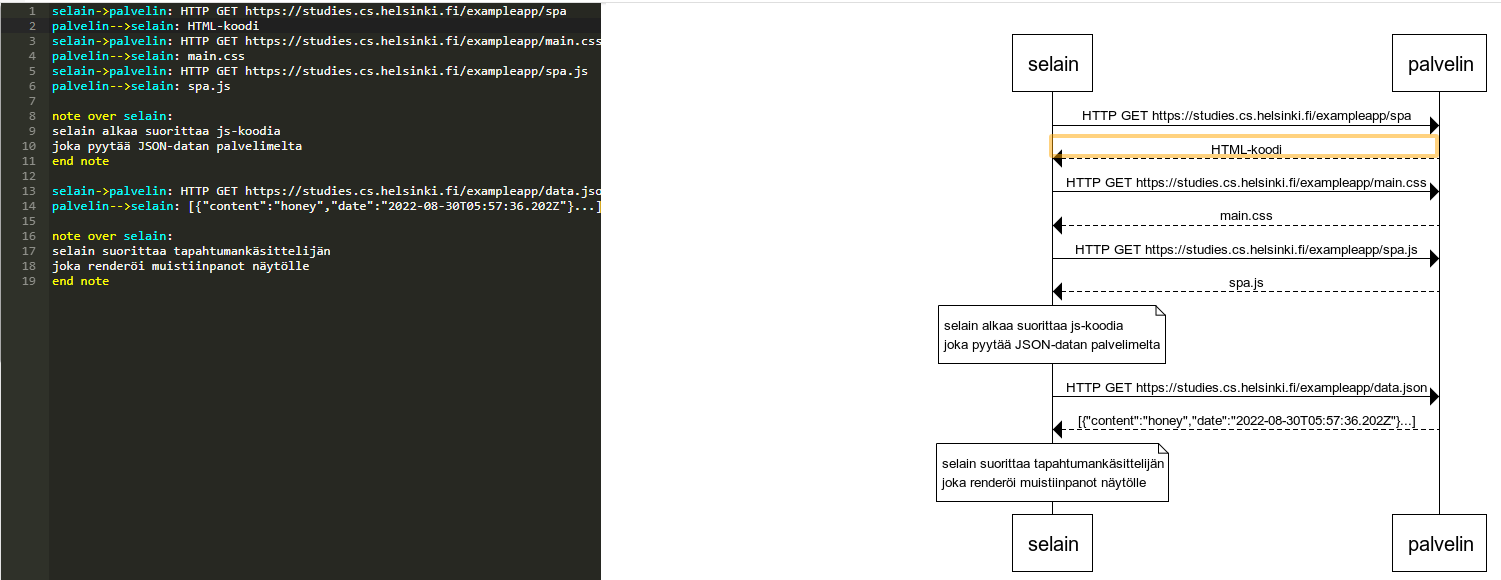 1 selain->palvelin: HTTP GET https://studies.cs.helsinki.fi/exampleapp/spa
2 palvelin-->selain: HTML-koodi
3 selain->palvelin: HTTP GET https://studies.cs.helsinki.fi/exampleapp/main.css
4 palvelin-->selain: main.css
5 selain->palvelin: HTTP GET https://studies.cs.helsinki.fi/exampleapp/spa.js
6 palvelin-->selain: spa.js
7
8 note over selain:
9 selain alkaa suorittaa js-koodia
10 joka pyytää JSON-datan palvelimelta
11 end note
12
13 selain->palvelin: HTTP GET https://studies.cs.helsinki.fi/exampleapp/data.jso
14 palvelin-->selain: [{"content":"honey","date":"2022-08-30T05:57:36.202Z"}...]
15
16 note over selain:
17 selain suorittaa tapahtumankäsittelijän
18 joka renderöi muistiinpanot näytölle
19 end note
selain palvelin
HTTP GET https://studies.cs.helsinki.fi/exampleapp/spa
HTML-koodi
HTTP GET https://studies.cs.helsinki.fi/exampleapp/main.css
main.css
HTTP GET https://studies.cs.helsinki.fi/exampleapp/spa.js
spa.js
selain alkaa suorittaa js-koodia
joka pyytää JSON-datan palvelimelta
HTTP GET https://studies.cs.helsinki.fi/exampleapp/data.json
[{"content":"honey","date":"2022-08-30T05:57:36.202Z"}...]
selain suorittaa tapahtumankäsittelijän
joka renderöi muistiinpanot näytölle
selain palvelin